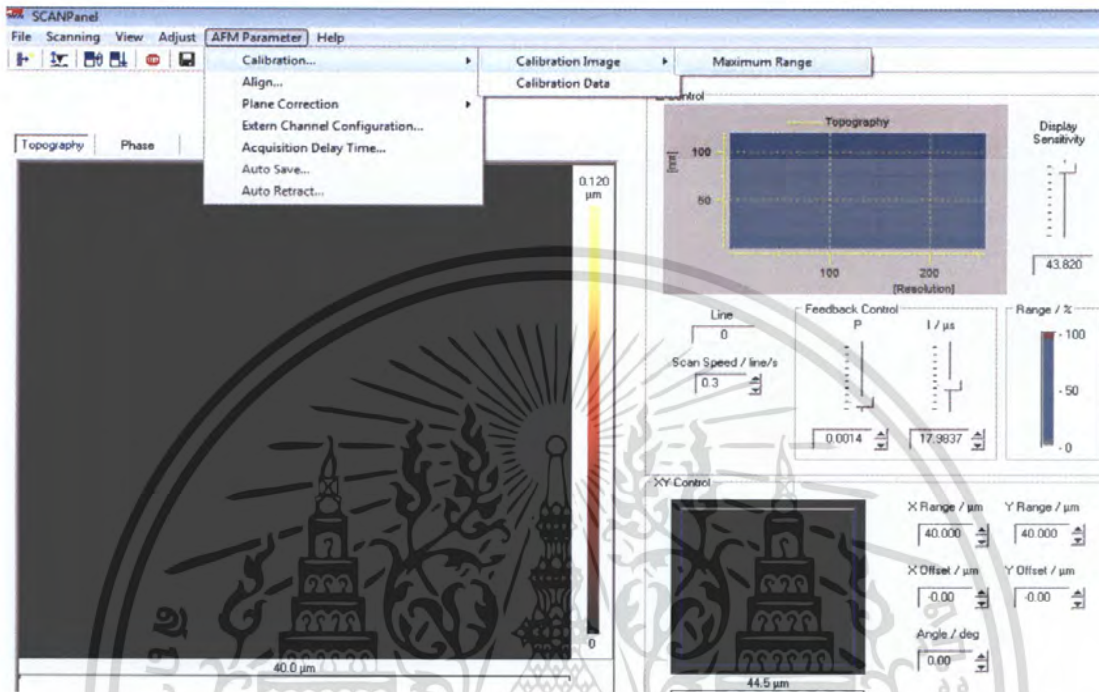 SCANPanel
File Scanning View Adjust AFM Parameter Help
Calibration...
Align...
Plane Correction
Extern Channel Configuration...
Acquisition Delay Time...
Auto Save...
Auto Retract...
Calibration Image
Calibration Data
Maximum Range
Topography Phase
0.120
µm
0
40.0 µm
Control
Topography
[nm]
100
50
100 200
[Resolution]
Display
Sensitivity
43.820
Line
0
Scan Speed / line/s
0.3
Feedback Control
P I / µs
0.0014 17.9837
Range / %
100
50
0
XY Control
44.5 µm
X Range / µm Y Range / µm
40.000 40.000
X Offset / µm Y Offset / µm
-0.00 -0.00
Angle / deg
0.00